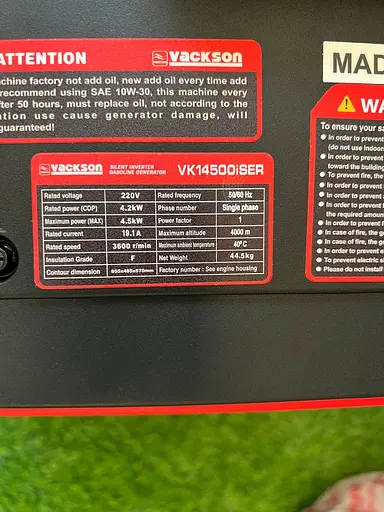 ATTENTION
VACKSON
achine factory not add oil, new add oil every time add
recommend using SAE 10W-30, this machine every
fter 50 hours, must replace oil, not according to the
ntion use cause generator damage, will
guaranteed!
MAD
WA
To ensure your sa
In order to prevent
(do not use indoor
In order to prevent
toward the building
To prevent fire, the
In order to prevent
In order to prevent
In order to prevent
the required amoun
In order to prevent f
In case of fire, the g
In case of fire, the ge
In order to prevent s
To prevent electric s
Please do not install
VACKSON
SILENT INVERTER
GASOLINE GENERATOR
VK14500iSER
Rated voltage 220V Rated frequency 50/60 Hz
Rated power (COP) 4.2kW Phase number Single phase
Maximum power (MAX) 4.5kW Power factor 1
Rated current 19.1A Maximum altitude 4000 m
Rated speed 3600 r/min Maximum ambient temperature 40°C
Insulation Grade F Net Weight 44.5kg
Contour dimension 655x485x570mm Factory number : See engine housing